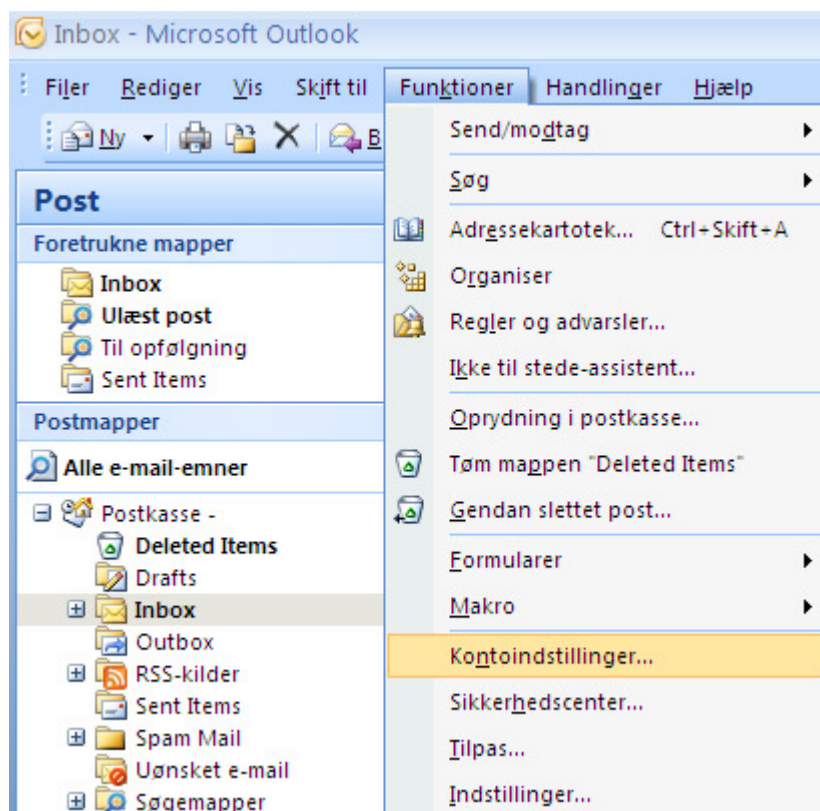 Inbox - Microsoft Outlook
Filer Rediger Vis Skift til Funktioner Handlinger Hjælp
Ny B
Post
Foretrukne mapper
Inbox
Ulæst post
Til opfølgning
Sent Items
Postmapper
Alle e-mail-emner
Postkasse -
Deleted Items
Drafts
Inbox
Outbox
RSS-kilder
Sent Items
Spam Mail
Uønsket e-mail
Søgemapper
Send/modtag
Søg
Adressekartotek... Ctrl+Skift+A
Organiser
Regler og advarsler...
Ikke til stede-assistent...
Oprydning i postkasse...
Tøm mappen "Deleted Items"
Gendan slettet post...
Formularer
Makro
Kontoindstillinger...
Sikkerhedscenter...
Tilpas...
Indstillinger...